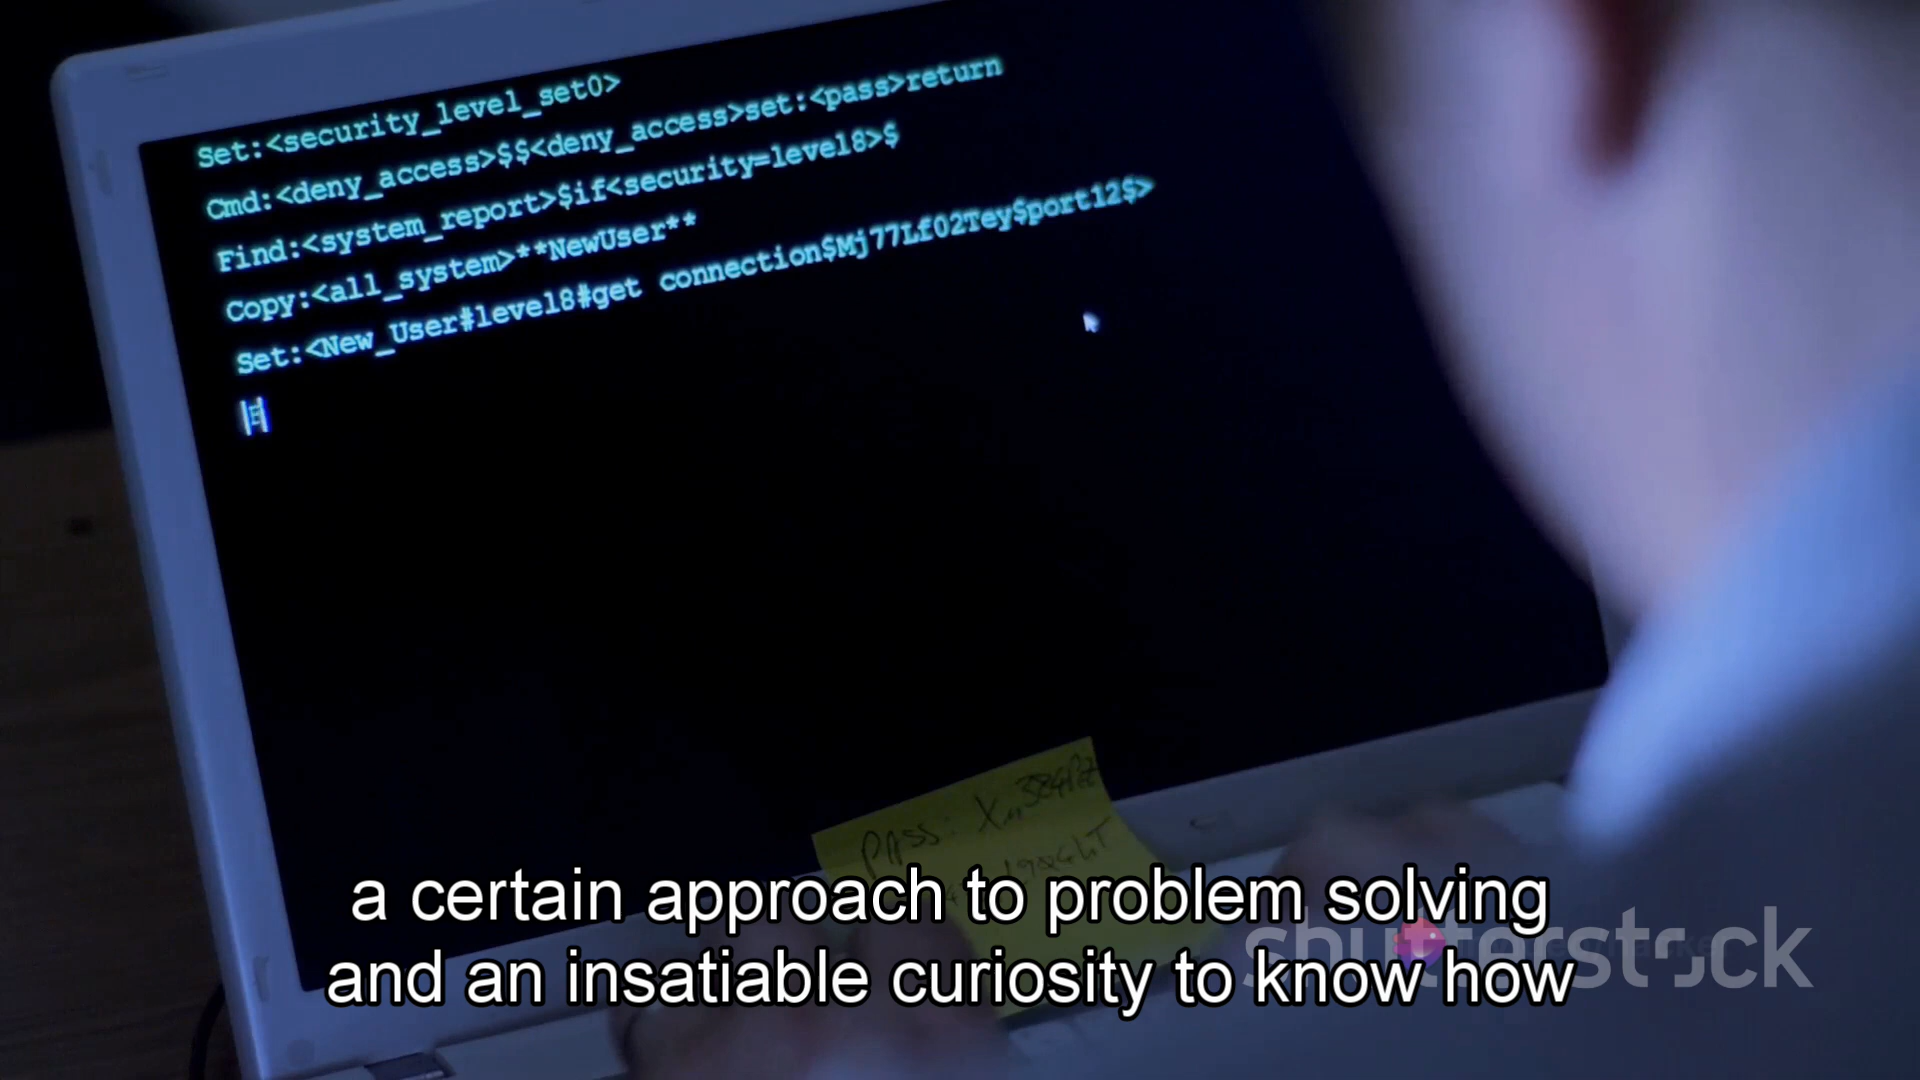 Set:<security_level_set0>
Cmd:<deny_access>$$<deny_access>set:<pass>return
Find:<system_report>$if<security=level8>$
Copy:<all_system>**NewUser**
Set:<New_User#level8#get connection$Mj77Lf02Tey$port12$>
pass:
a certain approach to problem solving
and an insatiable curiosity to know how
shutterstock